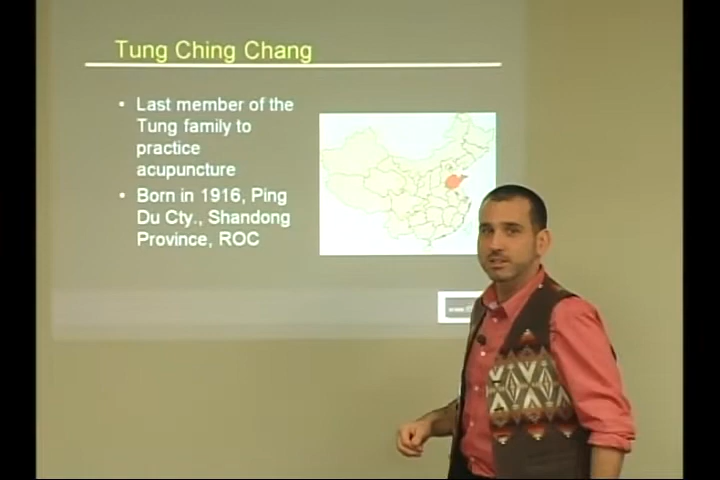 Tung Ching Chang
• Last member of the
Tung family to
practice
acupuncture
• Born in 1916, Ping
Du Cty., Shandong
Province, ROC